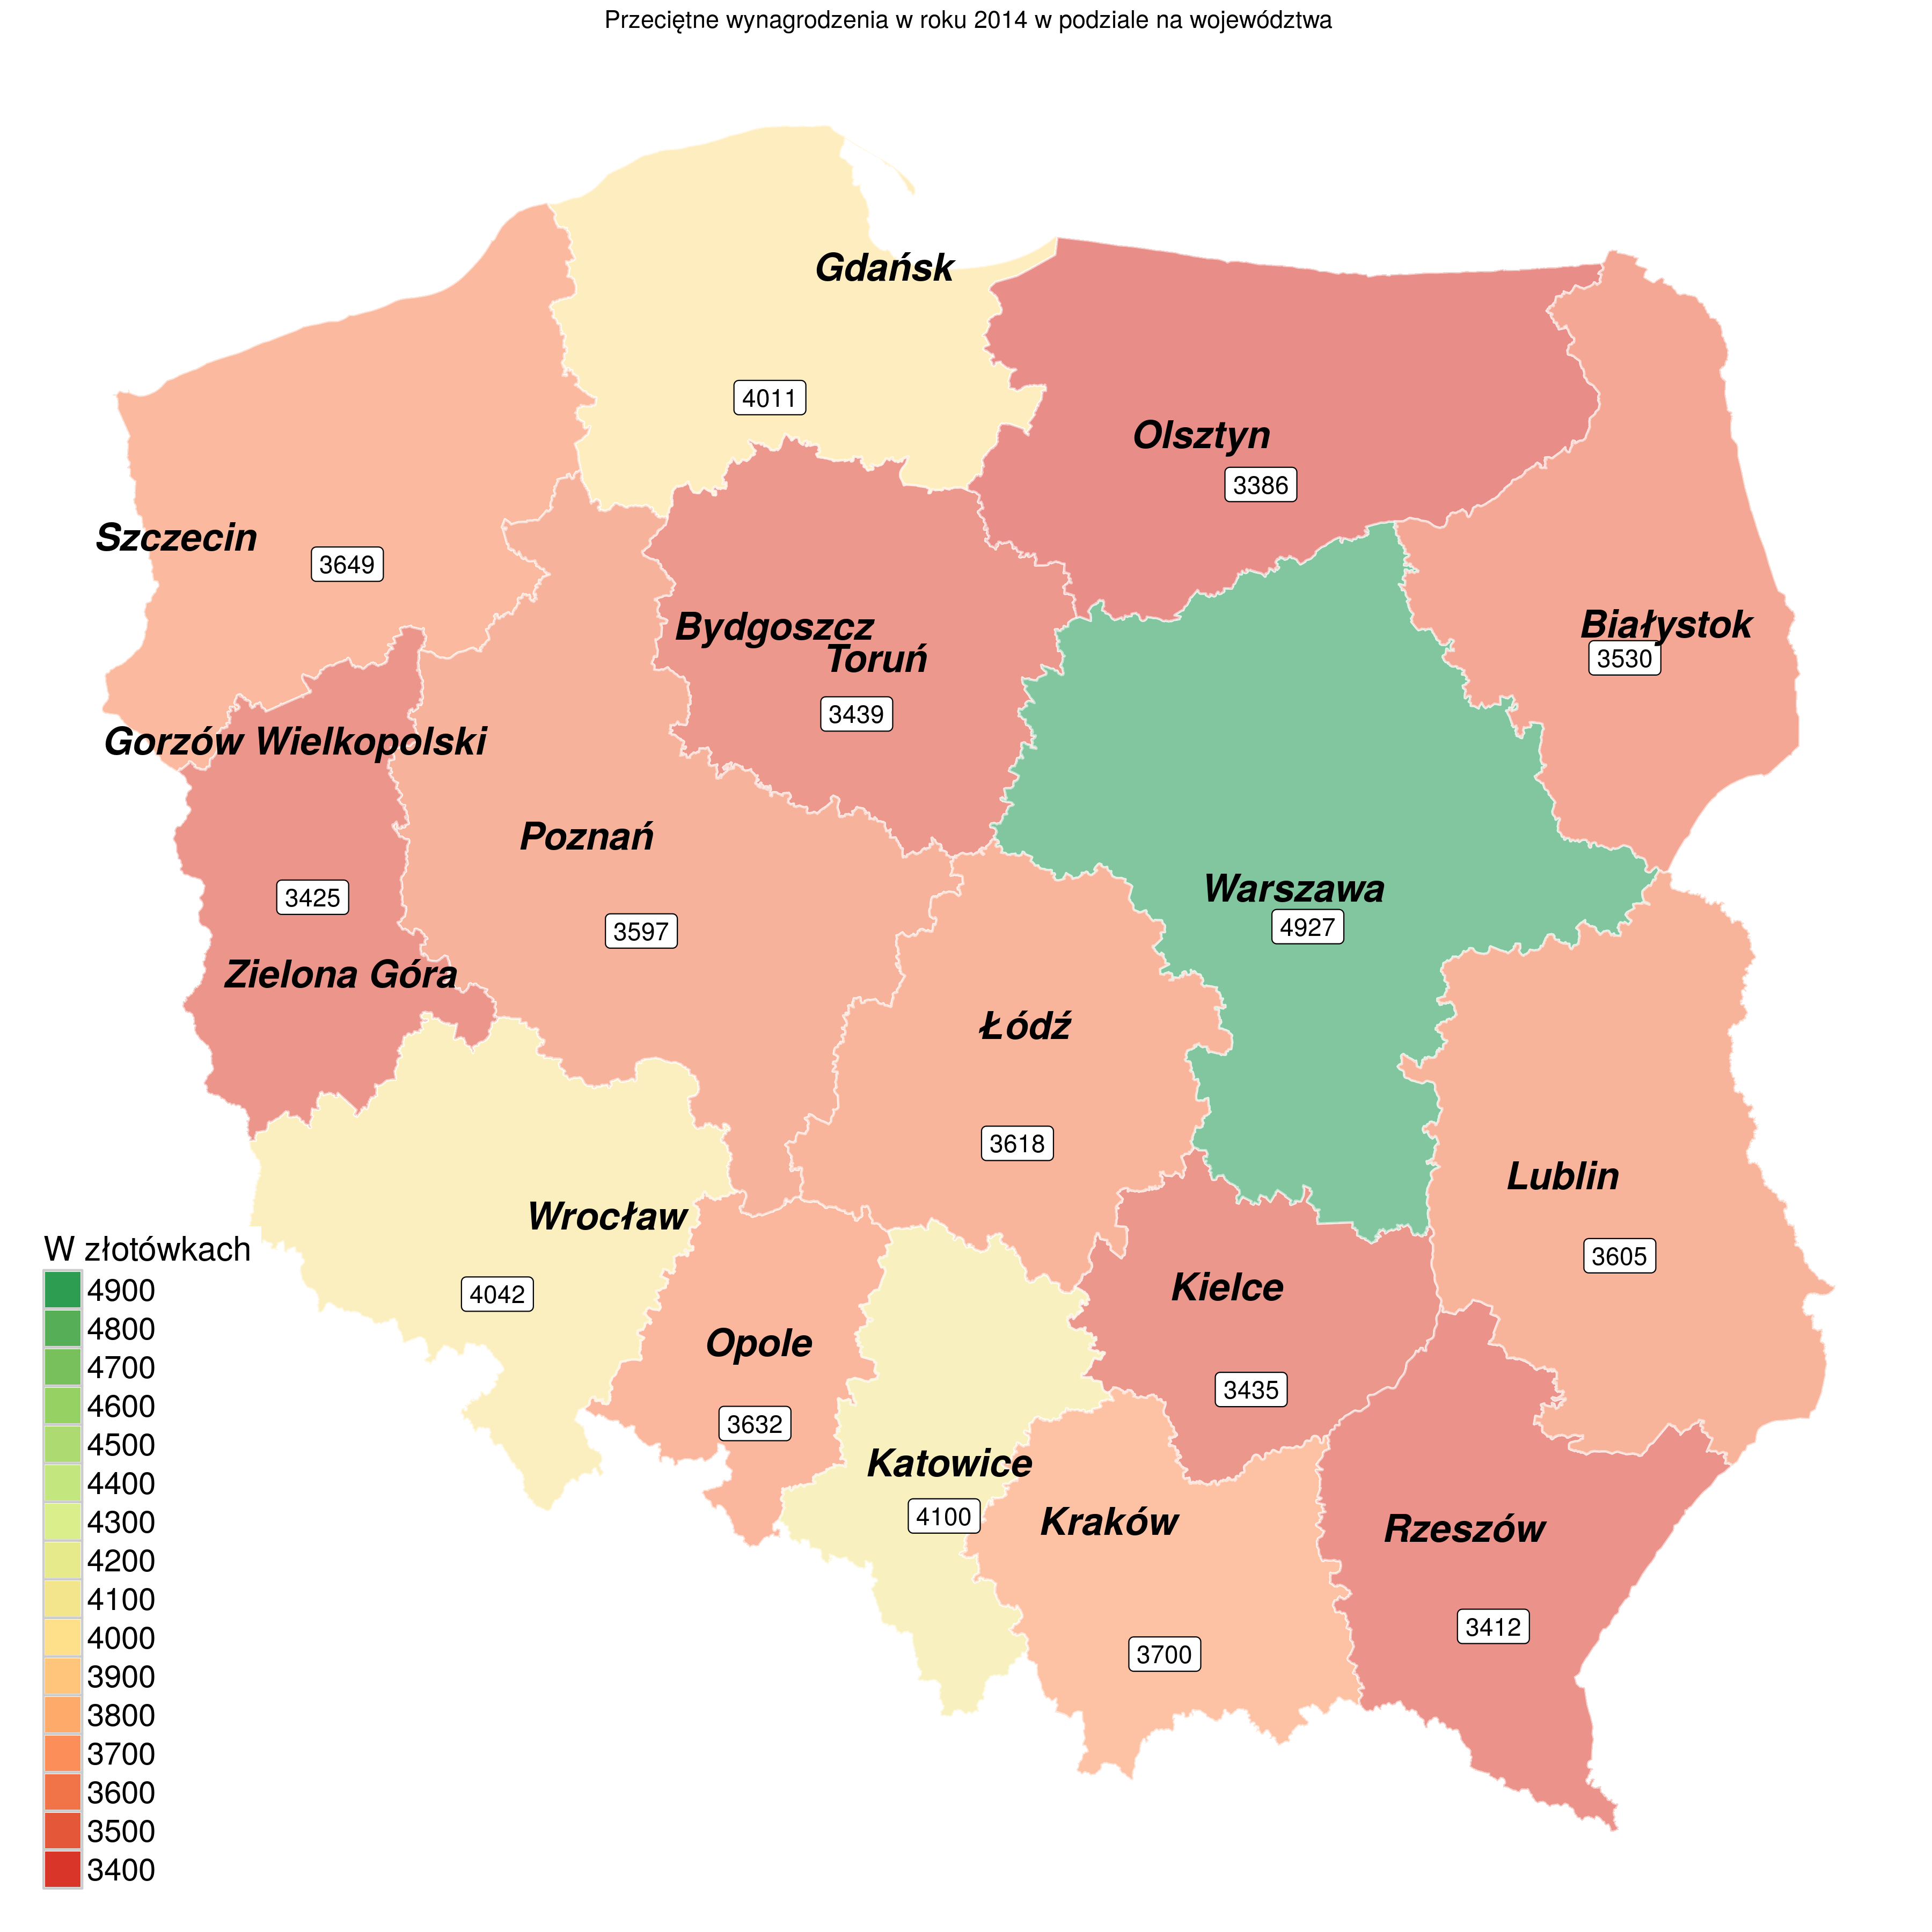 Przeciętne wynagrodzenia w roku 2014 w podziale na województwa
Gdańsk
4011
Olsztyn
3386
Szczecin
3649
Bydgoszcz
Toruń
3439
Białystok
3530
Gorzów Wielkopolski
Poznań
3425
3597
Warszawa
4927
Zielona Góra
Łódź
3618
Lublin
3605
Wrocław
4042
Kielce
3435
Opole
3632
Katowice
4100
Kraków
3700
Rzeszów
3412
W złotówkach
4900
4800
4700
4600
4500
4400
4300
4200
4100
4000
3900
3800
3700
3600
3500
3400